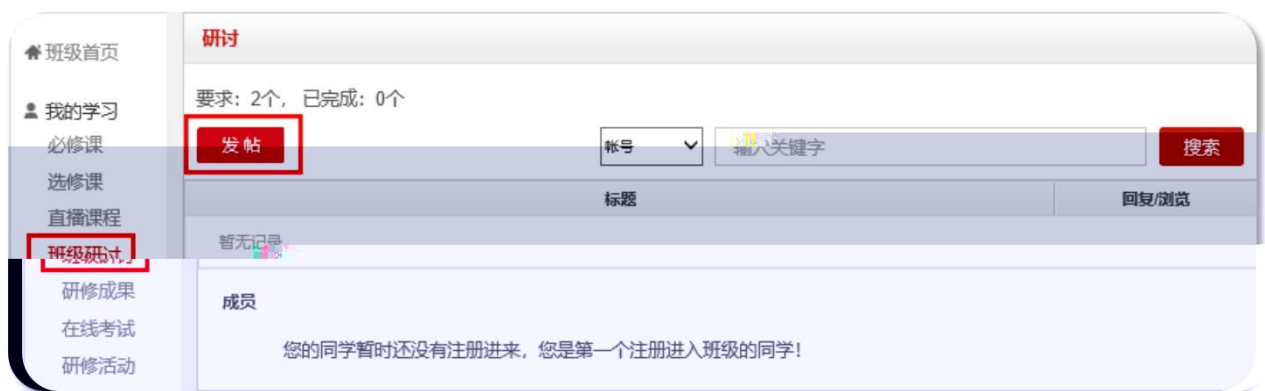 班级首页
我的学习
必修课
选修课
直播课程
班级研讨
研修成果
在线考试
研修活动
研讨
要求：2个，已完成：0个
发帖
帐号
输入关键字
搜索
标题
回复/浏览
暂无记录
成员
您的同学暂时还没有注册进来，您是第一个注册进入班级的同学！